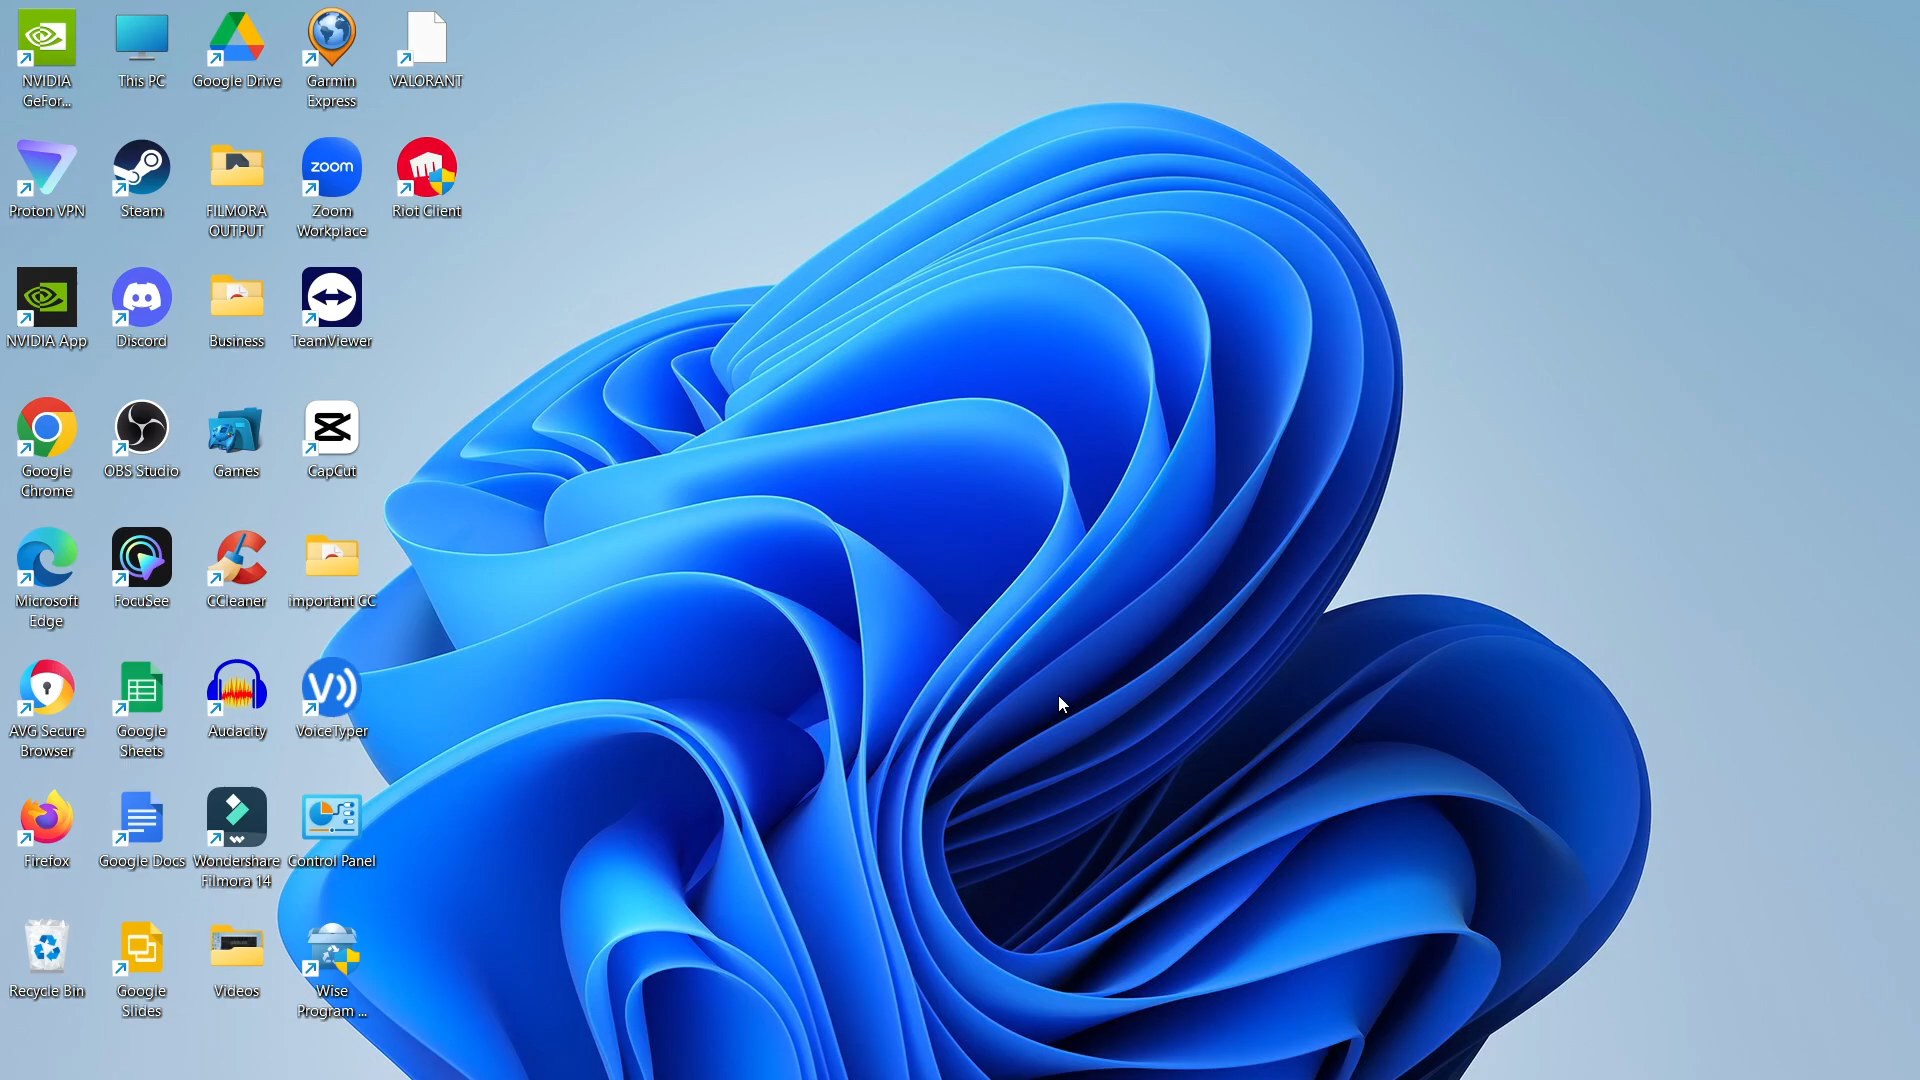 NVIDIA
GeFor...
This PC
Google Drive
Garmin
Express
VALORANT
Proton VPN
Steam
FILMORA
OUTPUT
zoom
Zoom
Workplace
Riot Client
NVIDIA App
Discord
Business
TeamViewer
Google
Chrome
OBS Studio
Games
CapCut
Microsoft
Edge
FocuSee
CCleaner
important CC
AVG Secure
Browser
Google
Sheets
Audacity
V))
VoiceTyper
Firefox
Google Docs
Wondershare
Filmora 14
Control Panel
Recycle Bin
Google
Slides
Videos
Wise
Program ...